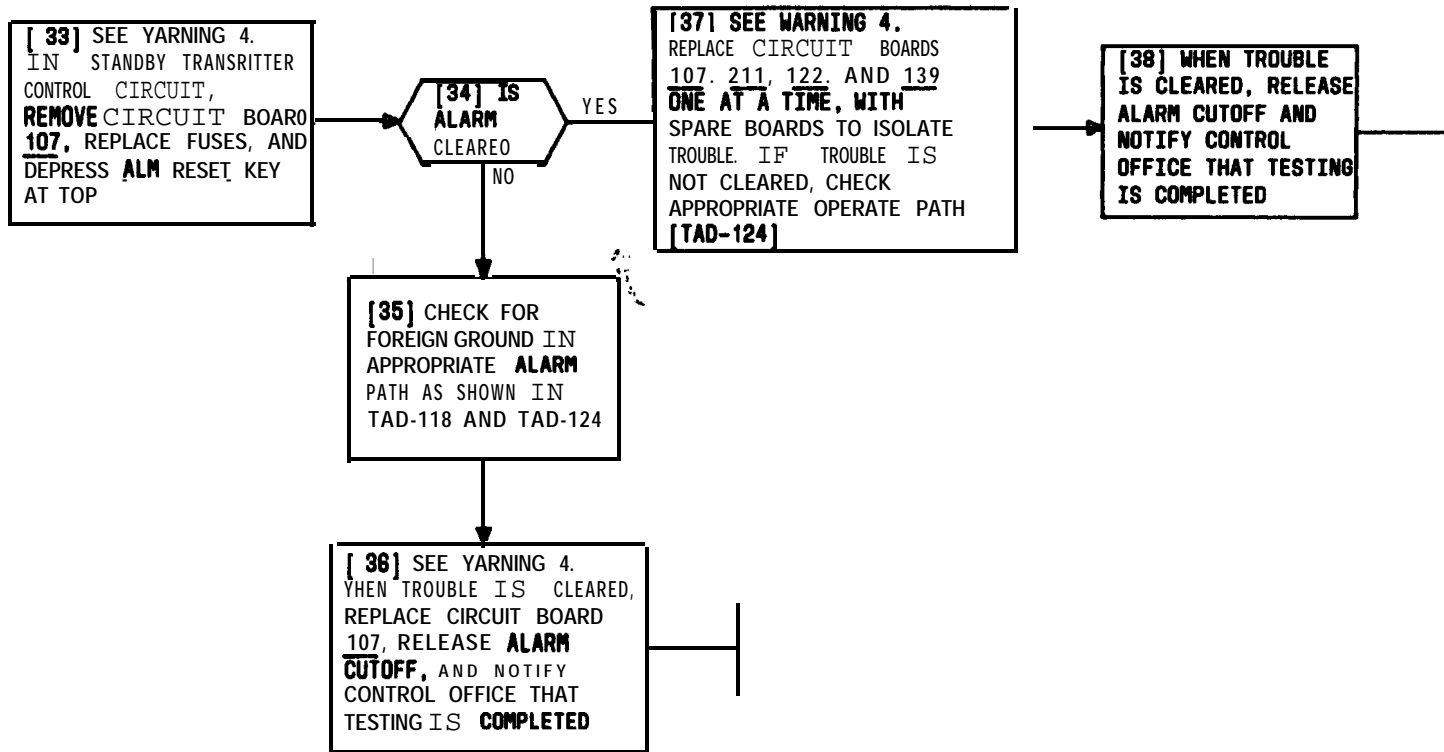 [ 33] SEE YARNING 4.
IN STANDBY TRANSRITTER
CONTROL CIRCUIT,
REMOVE CIRCUIT BOARO
107, REPLACE FUSES, AND
DEPRESS ALM RESET KEY
AT TOP
[34] IS
ALARM
CLEAREO
YES
NO
[35] CHECK FOR
FOREIGN GROUND IN
APPROPRIATE ALARM
PATH AS SHOWN IN
TAD-118 AND TAD-124
[ 36] SEE YARNING 4.
YHEN TROUBLE IS CLEARED,
REPLACE CIRCUIT BOARD
107, RELEASE ALARM
CUTOFF, AND NOTIFY
CONTROL OFFICE THAT
TESTING IS COMPLETED
[37] SEE WARNING 4.
REPLACE CIRCUIT BOARDS
107. 211, 122. AND 139
ONE AT A TIME, WITH
SPARE BOARDS TO ISOLATE
TROUBLE. IF TROUBLE IS
NOT CLEARED, CHECK
APPROPRIATE OPERATE PATH
[TAD-124]
[38] WHEN TROUBLE
IS CLEARED, RELEASE
ALARM CUTOFF AND
NOTIFY CONTROL
OFFICE THAT TESTING
IS COMPLETED